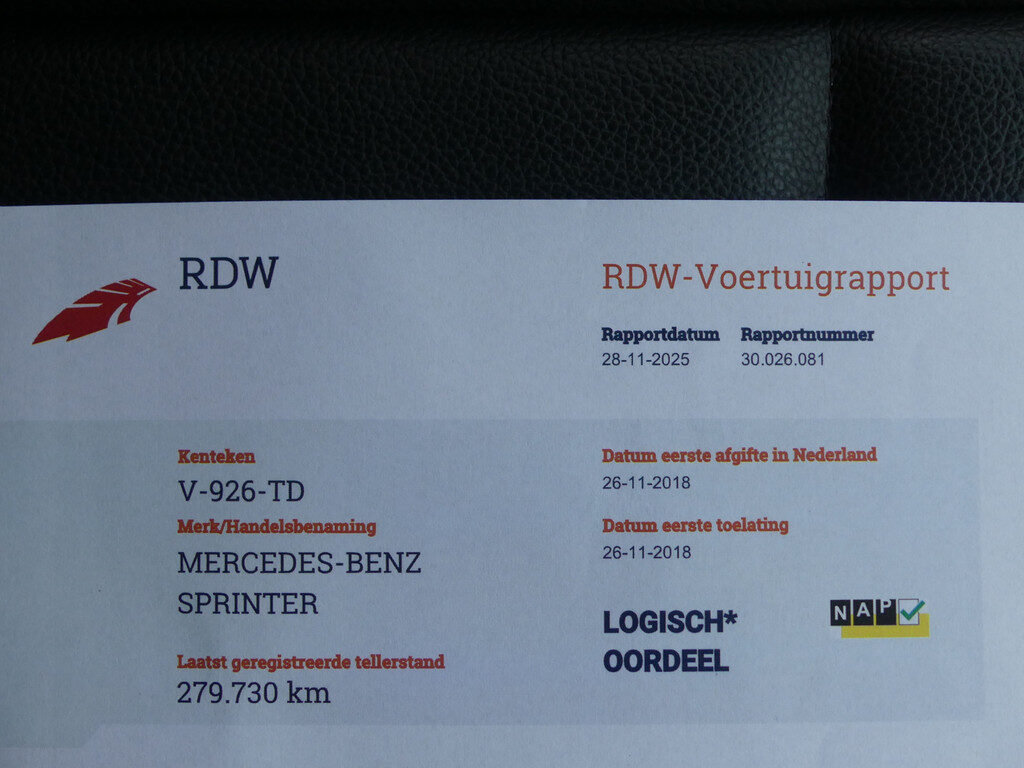 RDW
RDW-Voertuigrapport
Rapportdatum Rapportnummer
28-11-2025 30.026.081
Kenteken
V-926-TD
Merk/Handelsbenaming
MERCEDES-BENZ
SPRINTER
Laatst geregistreerde tellerstand
279.730 km
Datum eerste afgifte in Nederland
26-11-2018
Datum eerste toelating
26-11-2018
LOGISCH*
OORDEEL
NAP